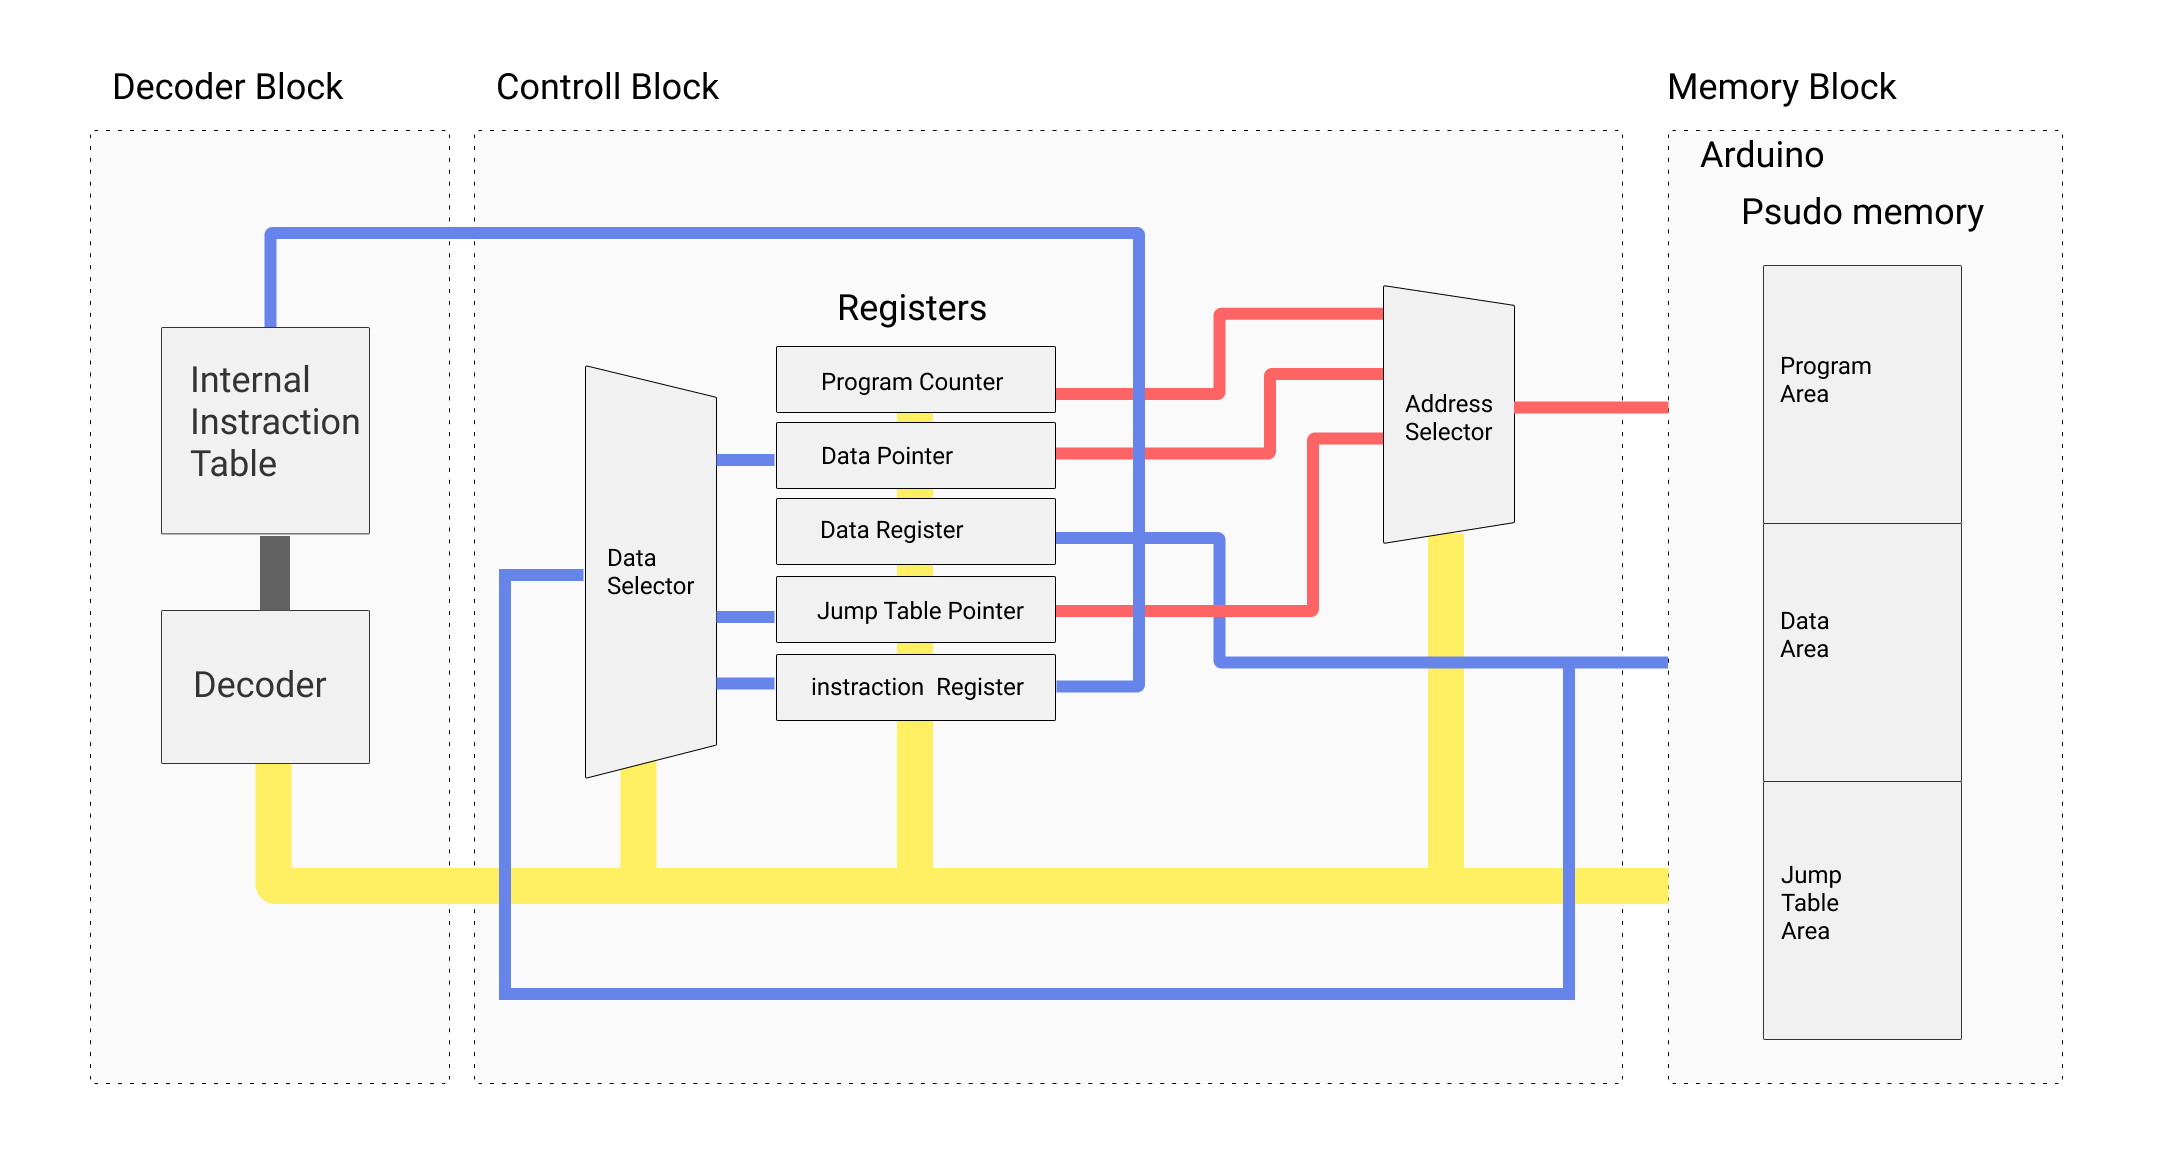 Decoder Block
Controll Block
Memory Block
Arduino
Psudo memory
Internal
Instraction
Table
Decoder
Registers
Data
Selector
Program Counter
Data Pointer
Data Register
Jump Table Pointer
instraction  Register
Address
Selector
Program
Area
Data
Area
Jump
Table
Area